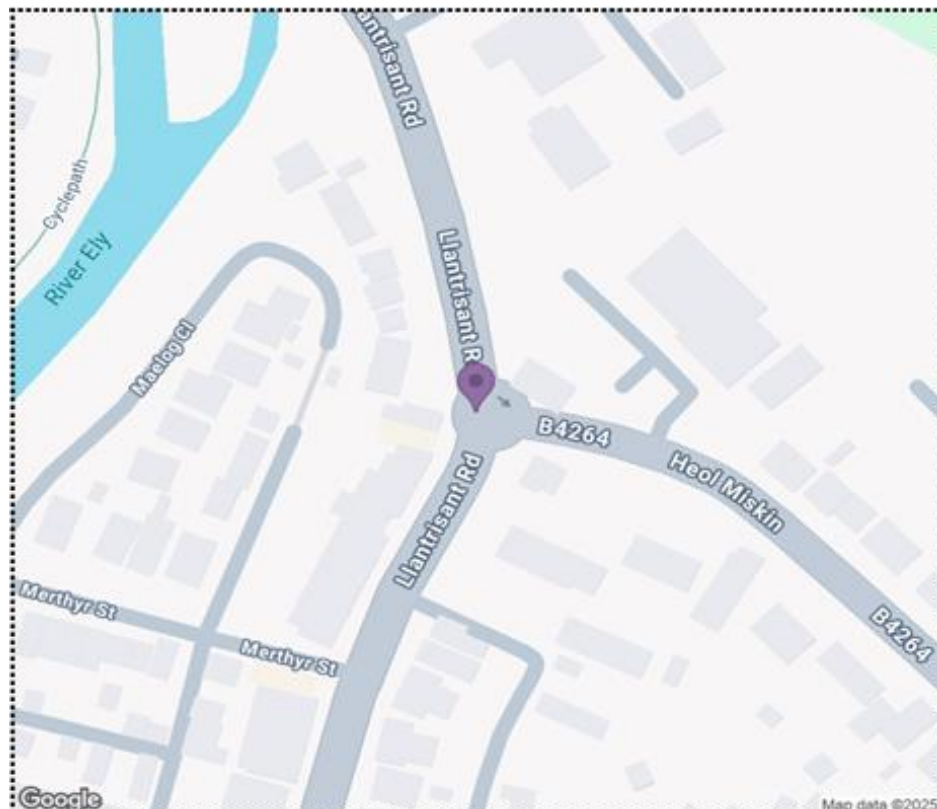 lantrisant Rd
Cyclepath
River Ely
Llantrisant R
Maelog Cl
B4264
Heol Miskin
Llantrisant Rd
Merthyr St
B4264
Merthyr St
Google
Map data ©2025